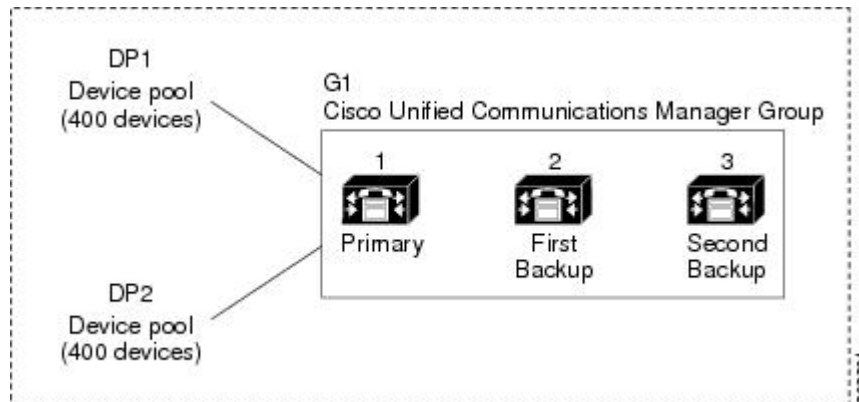 DP1
Device pool
(400 devices)
G1
Cisco Unified Communications Manager Group
1
2
3
Primary
First
Backup
Second
Backup
DP2
Device pool
(400 devices)